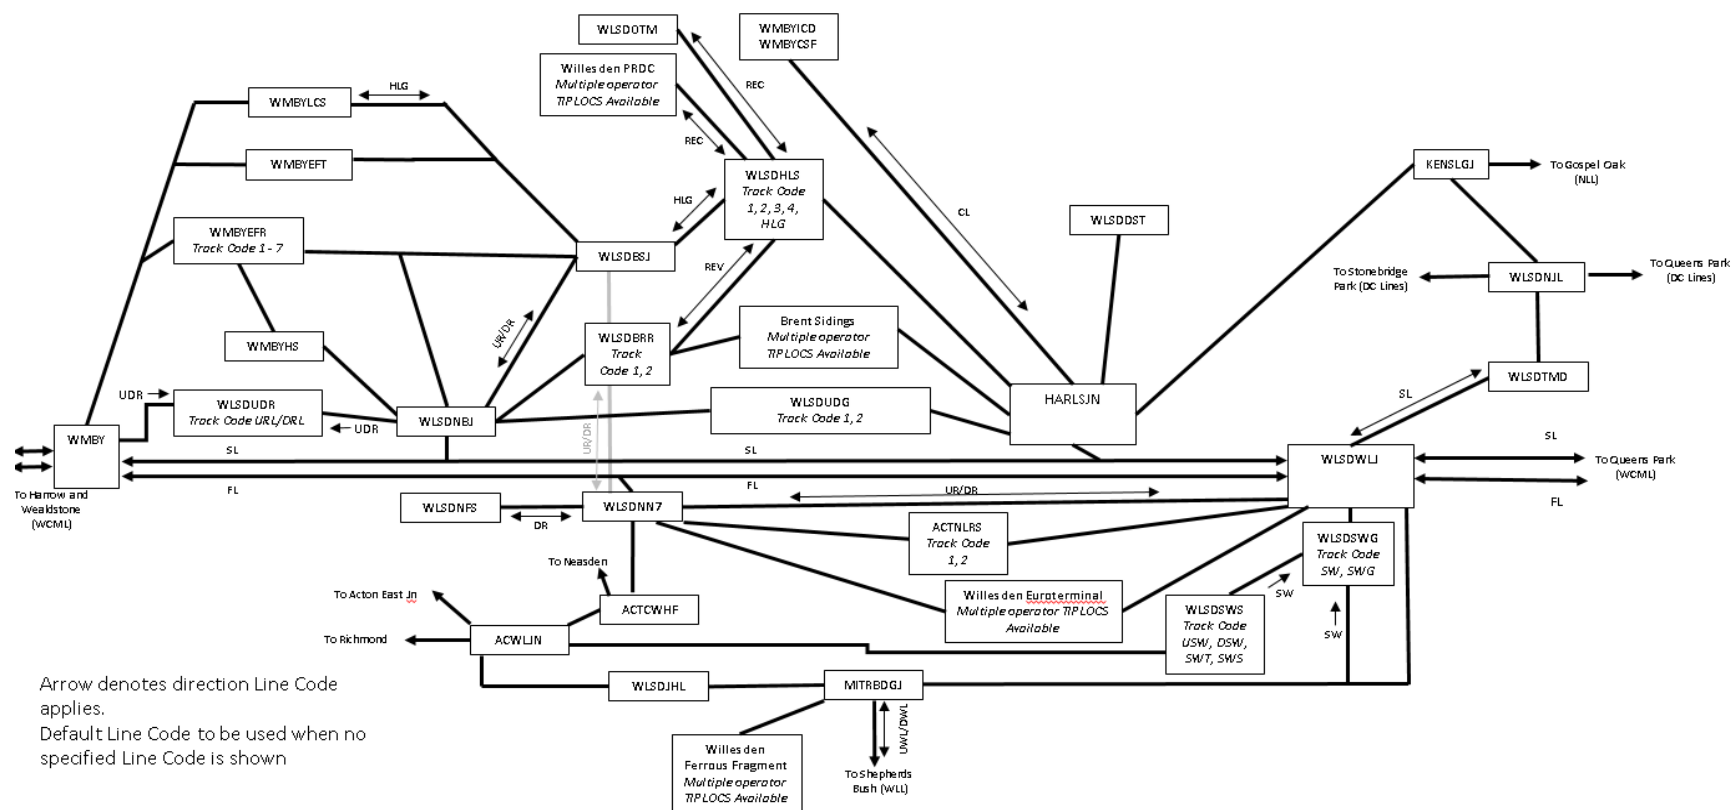 WLSDOTM
WMBYICD
WMBYCSF
REC
Willesden PRDC
Multiple operator
TIPLOCS Available
REC
HLG
WMBYLCS
WMBYEFT
WLSDHLS
Track Code
1, 2, 3, 4,
HLG
HLG
KENSLGJ
To Gospel Oak
(NLL)
CL
WLSDDST
WMBYEFR
Track Code 1 - 7
WLSDBSJ
REV
To Stonebridge
Park (DC Lines)
WLSDNJL
To Queens Park
(DC Lines)
UR/DR
WMBYHS
WLSDBRR
Track
Code 1, 2
Brent Sidings
Multiple operator
TIPLOCS Available
WLSDTMD
UDR
WLSDUDR
Track Code URL/DRL
UDR
WLSDNBJ
WLSDUDG
Track Code 1, 2
HARLSJN
SL
WMBY
UR/DR
SL
SL
WLSDWLJ
SL
To Queens Park
(WCML)
FL
FL
FL
To Harrow and
Wealdstone
(WCML)
WLSDNFS
DR
WLSDNN7
UR/DR
ACTNLRS
Track Code
1, 2
WLSDSWG
Track Code
SW, SWG
To Neasden
To Acton East Jn
ACTCWHF
Willesden Euroterminal
Multiple operator TIPLOCS
Available
WLSDSWS
Track Code
USW, DSW,
SWT, SWS
SW
SW
To Richmond
ACWLJN
WLSDJHL
MITRBDGJ
UWL/DWL
Willesden
Ferrous Fragment
Multiple operator
TIPLOCS Available
To Shepherds
Bush (WLL)
Arrow denotes direction Line Code
applies.
Default Line Code to be used when no
specified Line Code is shown